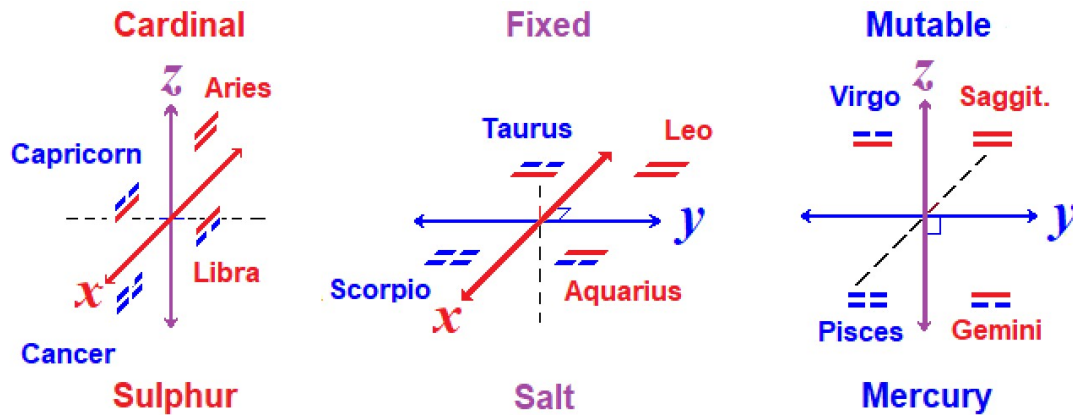 Cardinal
Fixed
Mutable
z
Aries
Capricorn
x
Libra
Cancer
Sulphur
Taurus
Leo
y
Scorpio
Aquarius
x
Salt
z
Virgo
Saggit.
y
Pisces
Gemini
Mercury